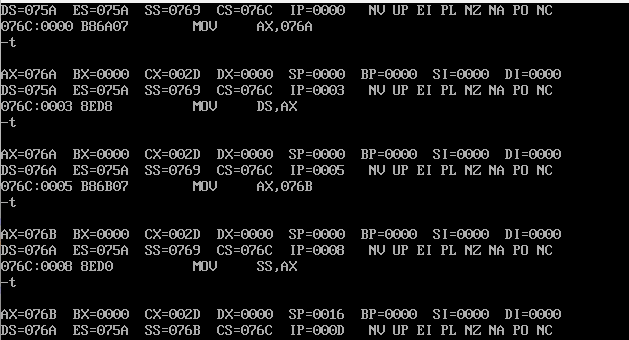 DS=075A  ES=075A  SS=0769  CS=076C  IP=0000   NV UP EI PL NZ NA PO NC
076C:0000 B86A07        MOV     AX,076A
-t
AX=076A  BX=0000  CX=002D  DX=0000  SP=0000  BP=0000  SI=0000  DI=0000
DS=075A  ES=075A  SS=0769  CS=076C  IP=0003   NV UP EI PL NZ NA PO NC
076C:0003 8ED8          MOV     DS,AX
-t
AX=076A  BX=0000  CX=002D  DX=0000  SP=0000  BP=0000  SI=0000  DI=0000
DS=076A  ES=075A  SS=0769  CS=076C  IP=0005   NV UP EI PL NZ NA PO NC
076C:0005 B86B07        MOV     AX,076B
-t
AX=076B  BX=0000  CX=002D  DX=0000  SP=0000  BP=0000  SI=0000  DI=0000
DS=076A  ES=075A  SS=0769  CS=076C  IP=0008   NV UP EI PL NZ NA PO NC
076C:0008 8ED0          MOV     SS,AX
-t
AX=076B  BX=0000  CX=002D  DX=0000  SP=0016  BP=0000  SI=0000  DI=0000
DS=076A  ES=075A  SS=076B  CS=076C  IP=000D   NV UP EI PL NZ NA PO NC